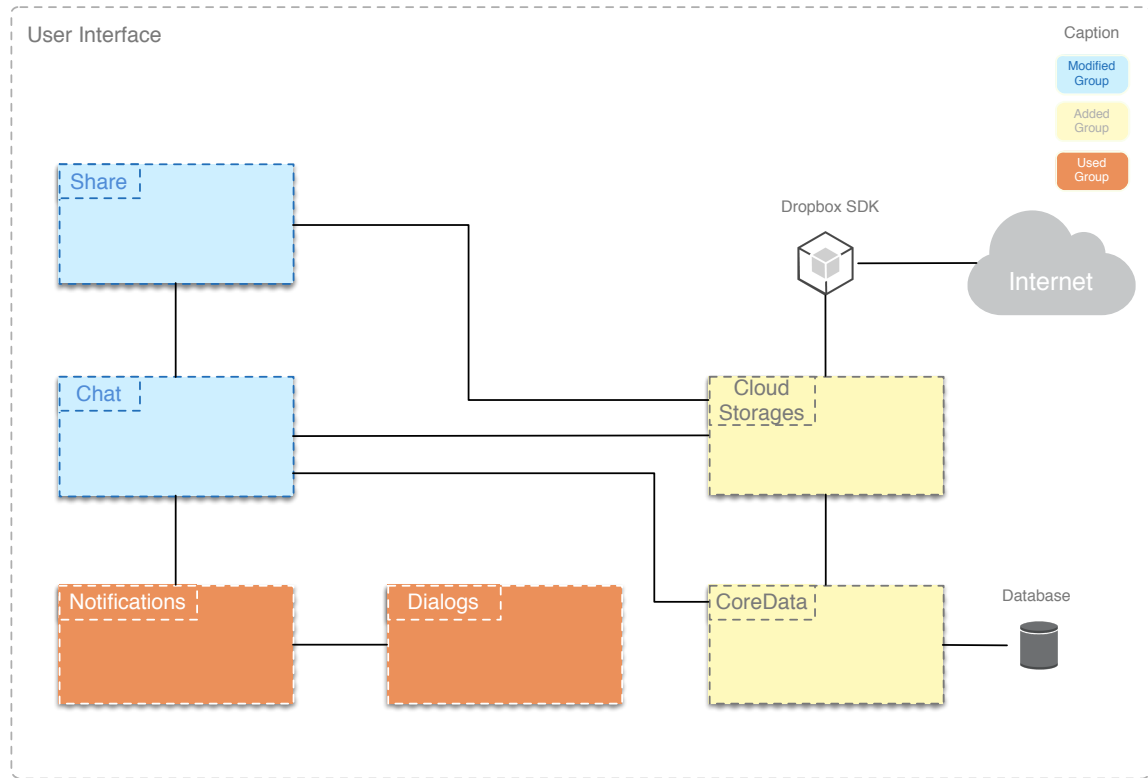 User Interface
Caption
Modified
Group
Added
Group
Used
Group
Share
Dropbox SDK
Internet
Chat
Cloud
Storages
Notifications
Dialogs
CoreData
Database